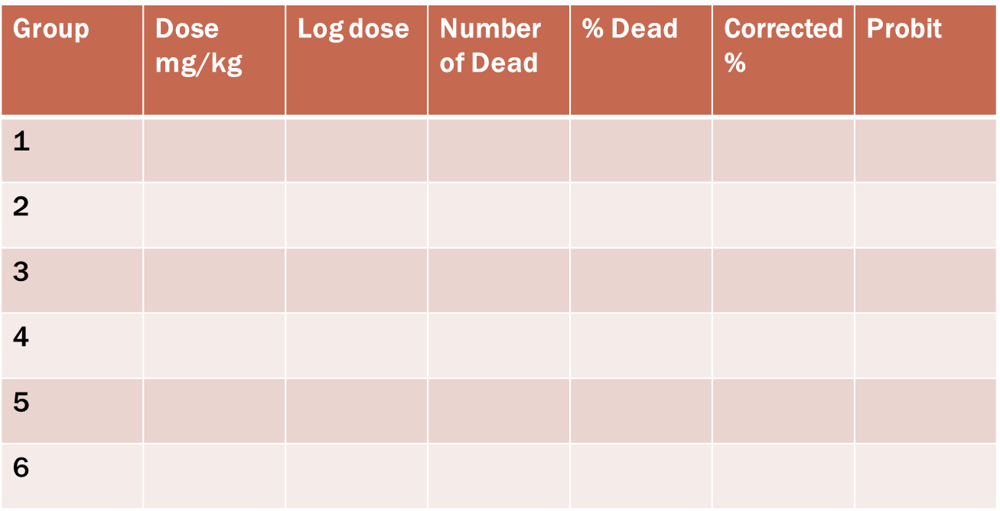 Group
Dose
mg/kg
Log dose
Number
of Dead
% Dead
Corrected
%
Probit
1
2
3
4
5
6